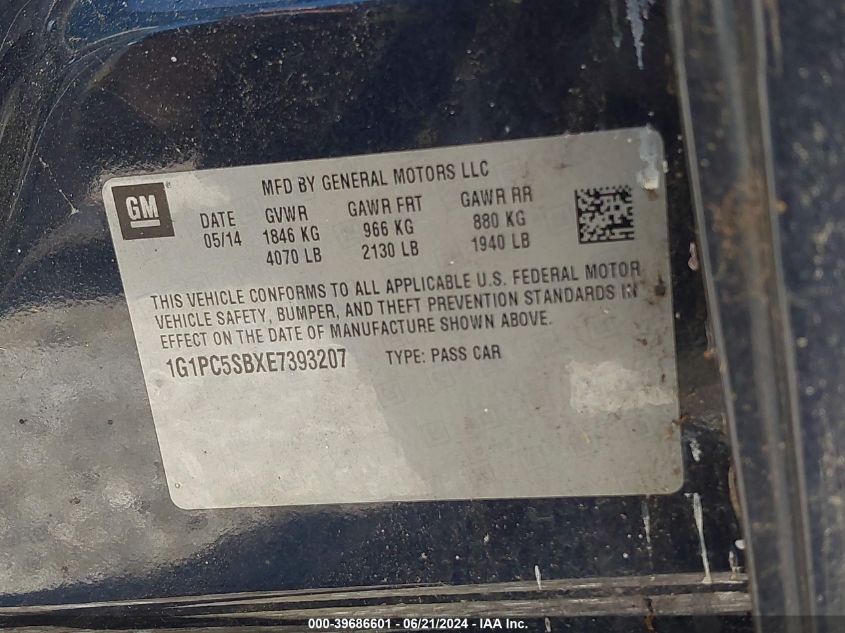 GM
MFD BY GENERAL MOTORS LLC
DATE GVWR GAWR FRT GAWR RR
05/14 1846 KG 966 KG 880 KG
4070 LB 2130 LB 1940 LB
THIS VEHICLE CONFORMS TO ALL APPLICABLE U.S. FEDERAL MOTOR
VEHICLE SAFETY, BUMPER, AND THEFT PREVENTION STANDARDS IN
EFFECT ON THE DATE OF MANUFACTURE SHOWN ABOVE.
1G1PC5SBXE7393207 TYPE: PASS CAR
000-39686601 - 06/21/2024 - IAA Inc.